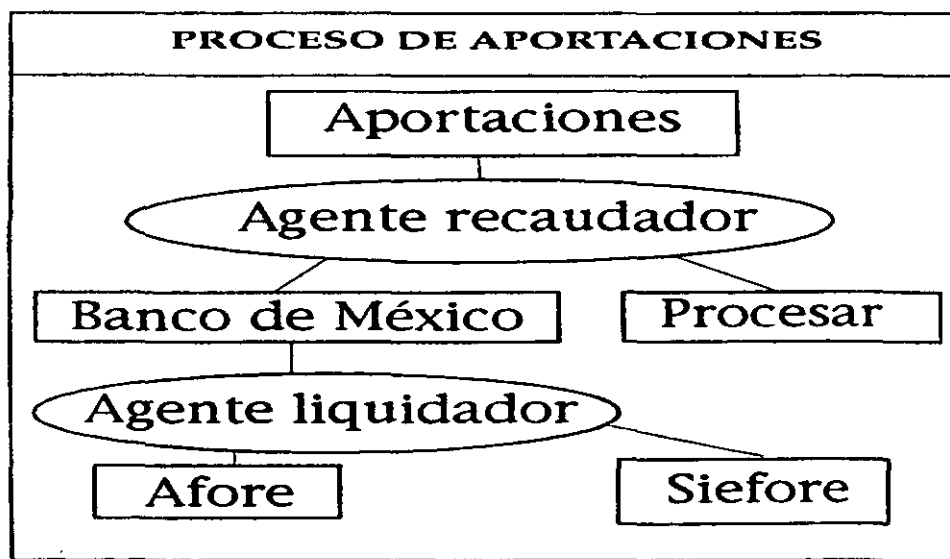 PROCESO DE APORTACIONES
Aportaciones
Agente recaudador
Banco de México
Procesar
Agente liquidador
Afore
Siefore